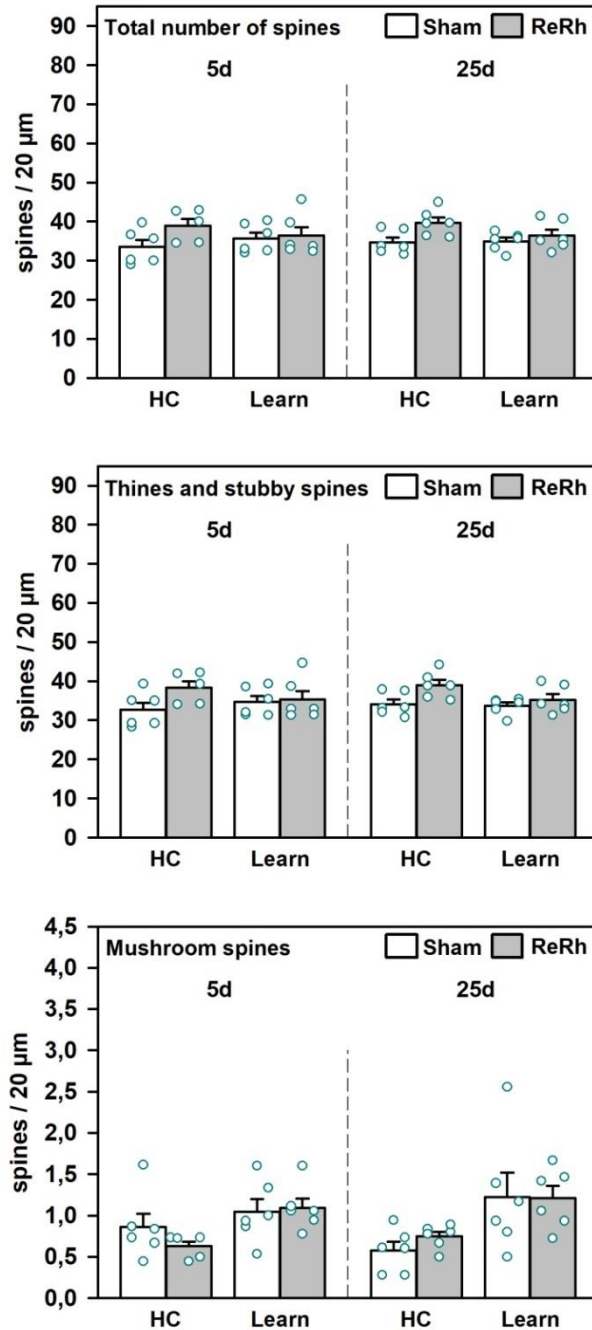 Total number of spines Sham ReRh
5d 25d
90
80
70
60
50
40
30
20
10
0
spines / 20 µm
HC Learn HC Learn
Thines and stubby spines Sham ReRh
5d 25d
90
80
70
60
50
40
30
20
10
0
spines / 20 µm
HC Learn HC Learn
4,5
Mushroom spines Sham ReRh
4,0
5d 25d
3,5
3,0
2,5
2,0
1,5
1,0
0,5
0,0
spines / 20 µm
HC Learn HC Learn